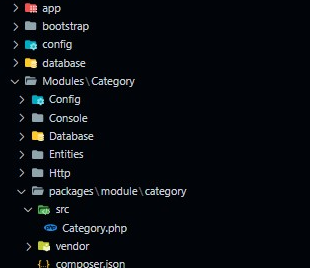 app
bootstrap
config
database
Modules\Category
Config
Console
Database
Entities
Http
packages\module\category
src
Category.php
vendor
composer.json